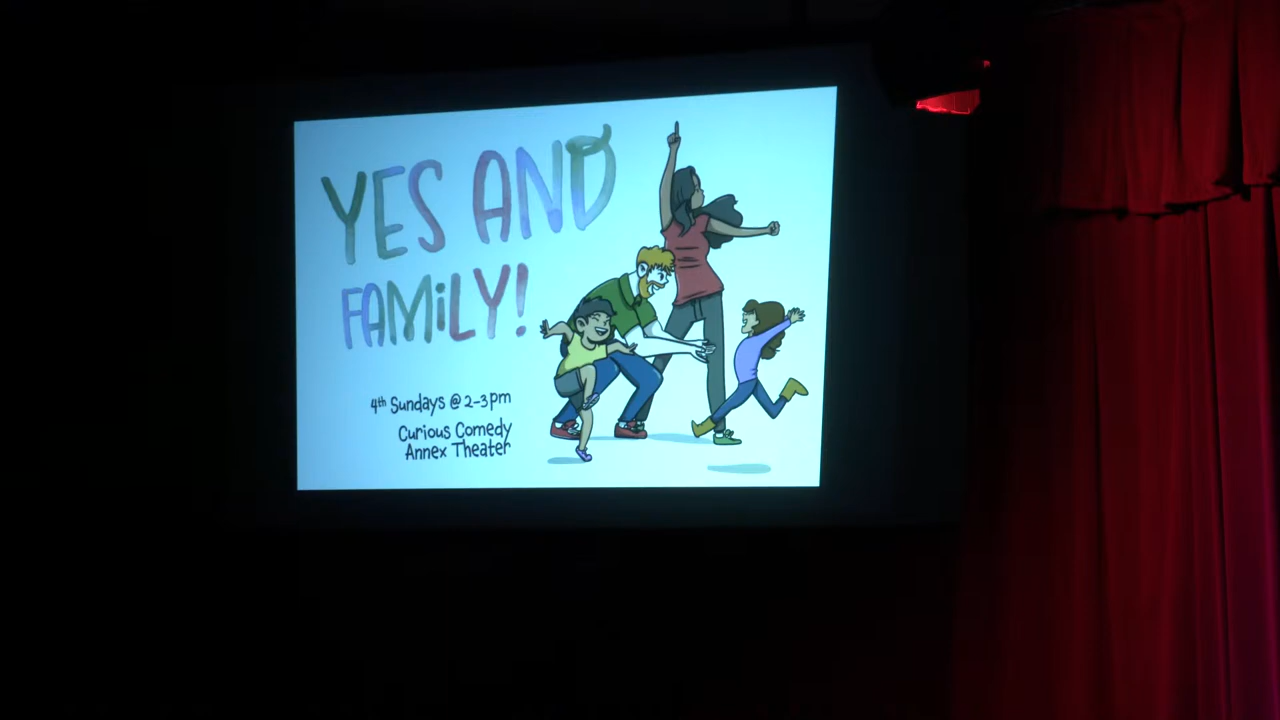 YES AND
FAMiLY!
4th Sundays @ 2-3pm
Curious Comedy
Annex Theater